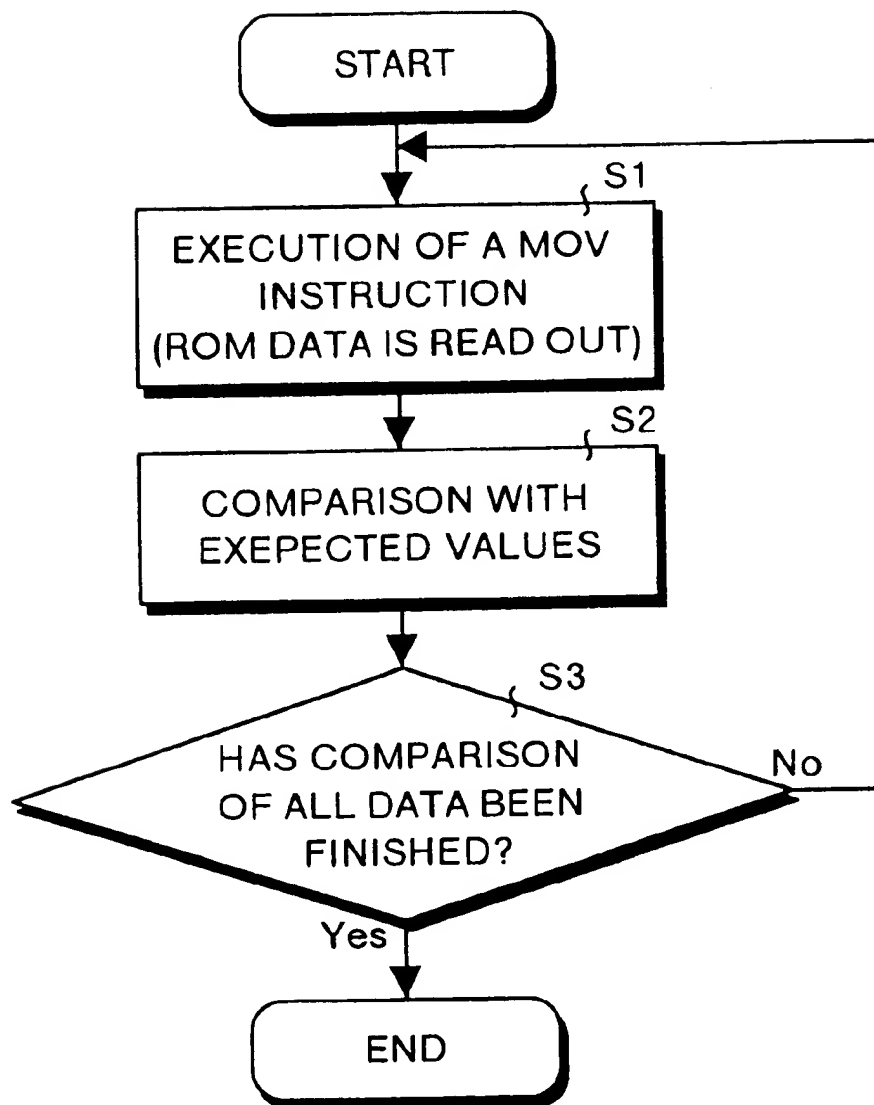 START
S1
EXECUTION OF A MOV
INSTRUCTION
(ROM DATA IS READ OUT)
S2
COMPARISON WITH
EXEPECTED VALUES
S3
HAS COMPARISON
OF ALL DATA BEEN
FINISHED?
No
Yes
END